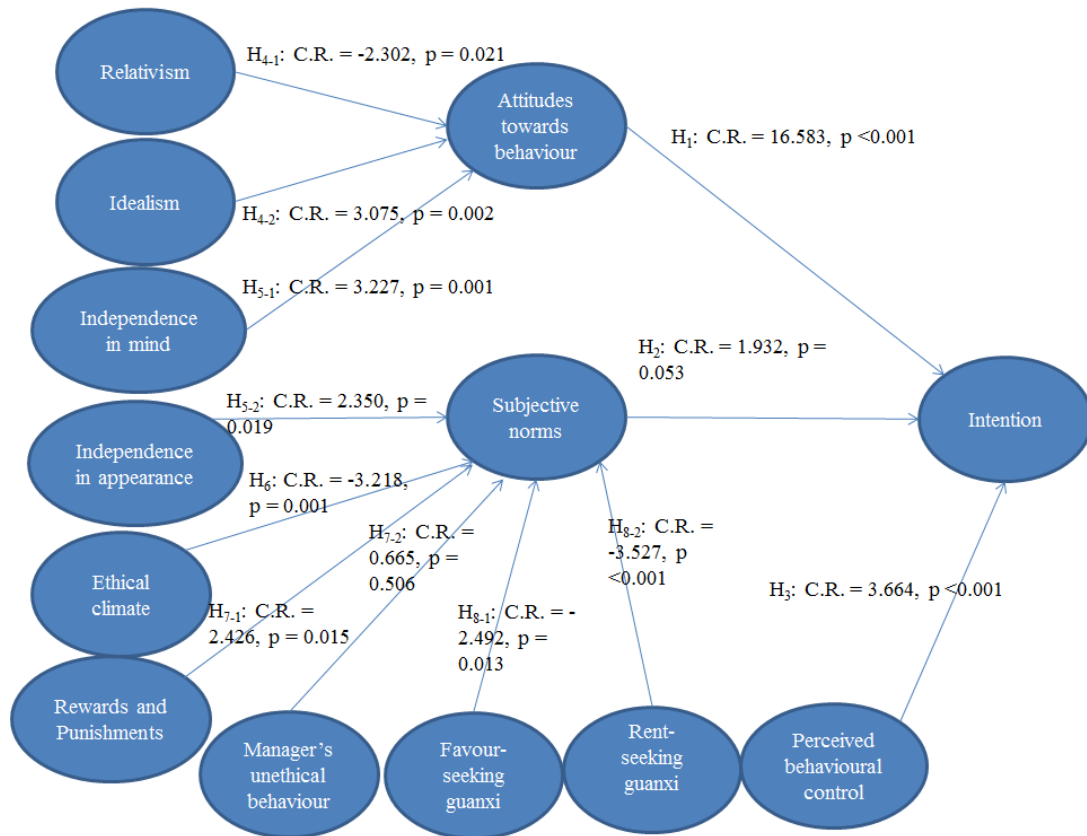 Relativism
H4-1: C.R. = -2.302, p = 0.021
Attitudes
towards
behaviour
H1: C.R. = 16.583, p <0.001
Idealism
H4-2: C.R. = 3.075, p = 0.002
H5-1: C.R. = 3.227, p = 0.001
Independence
in mind
H2: C.R. = 1.932, p =
0.053
H5-2: C.R. = 2.350, p =
0.019
Subjective
norms
Intention
Independence
in appearance
H6: C.R. = -3.218,
p = 0.001
H7-2: C.R. =
0.665, p =
0.506
H8-2: C.R. =
-3.527, p
<0.001
Ethical
climate
H7-1: C.R. =
2.426, p = 0.015
H8-1: C.R. = -
2.492, p =
0.013
H3: C.R. = 3.664, p <0.001
Rewards and
Punishments
Manager’s
unethical
behaviour
Favour-
seeking
guanxi
Rent-
seeking
guanxi
Perceived
behavioural
control